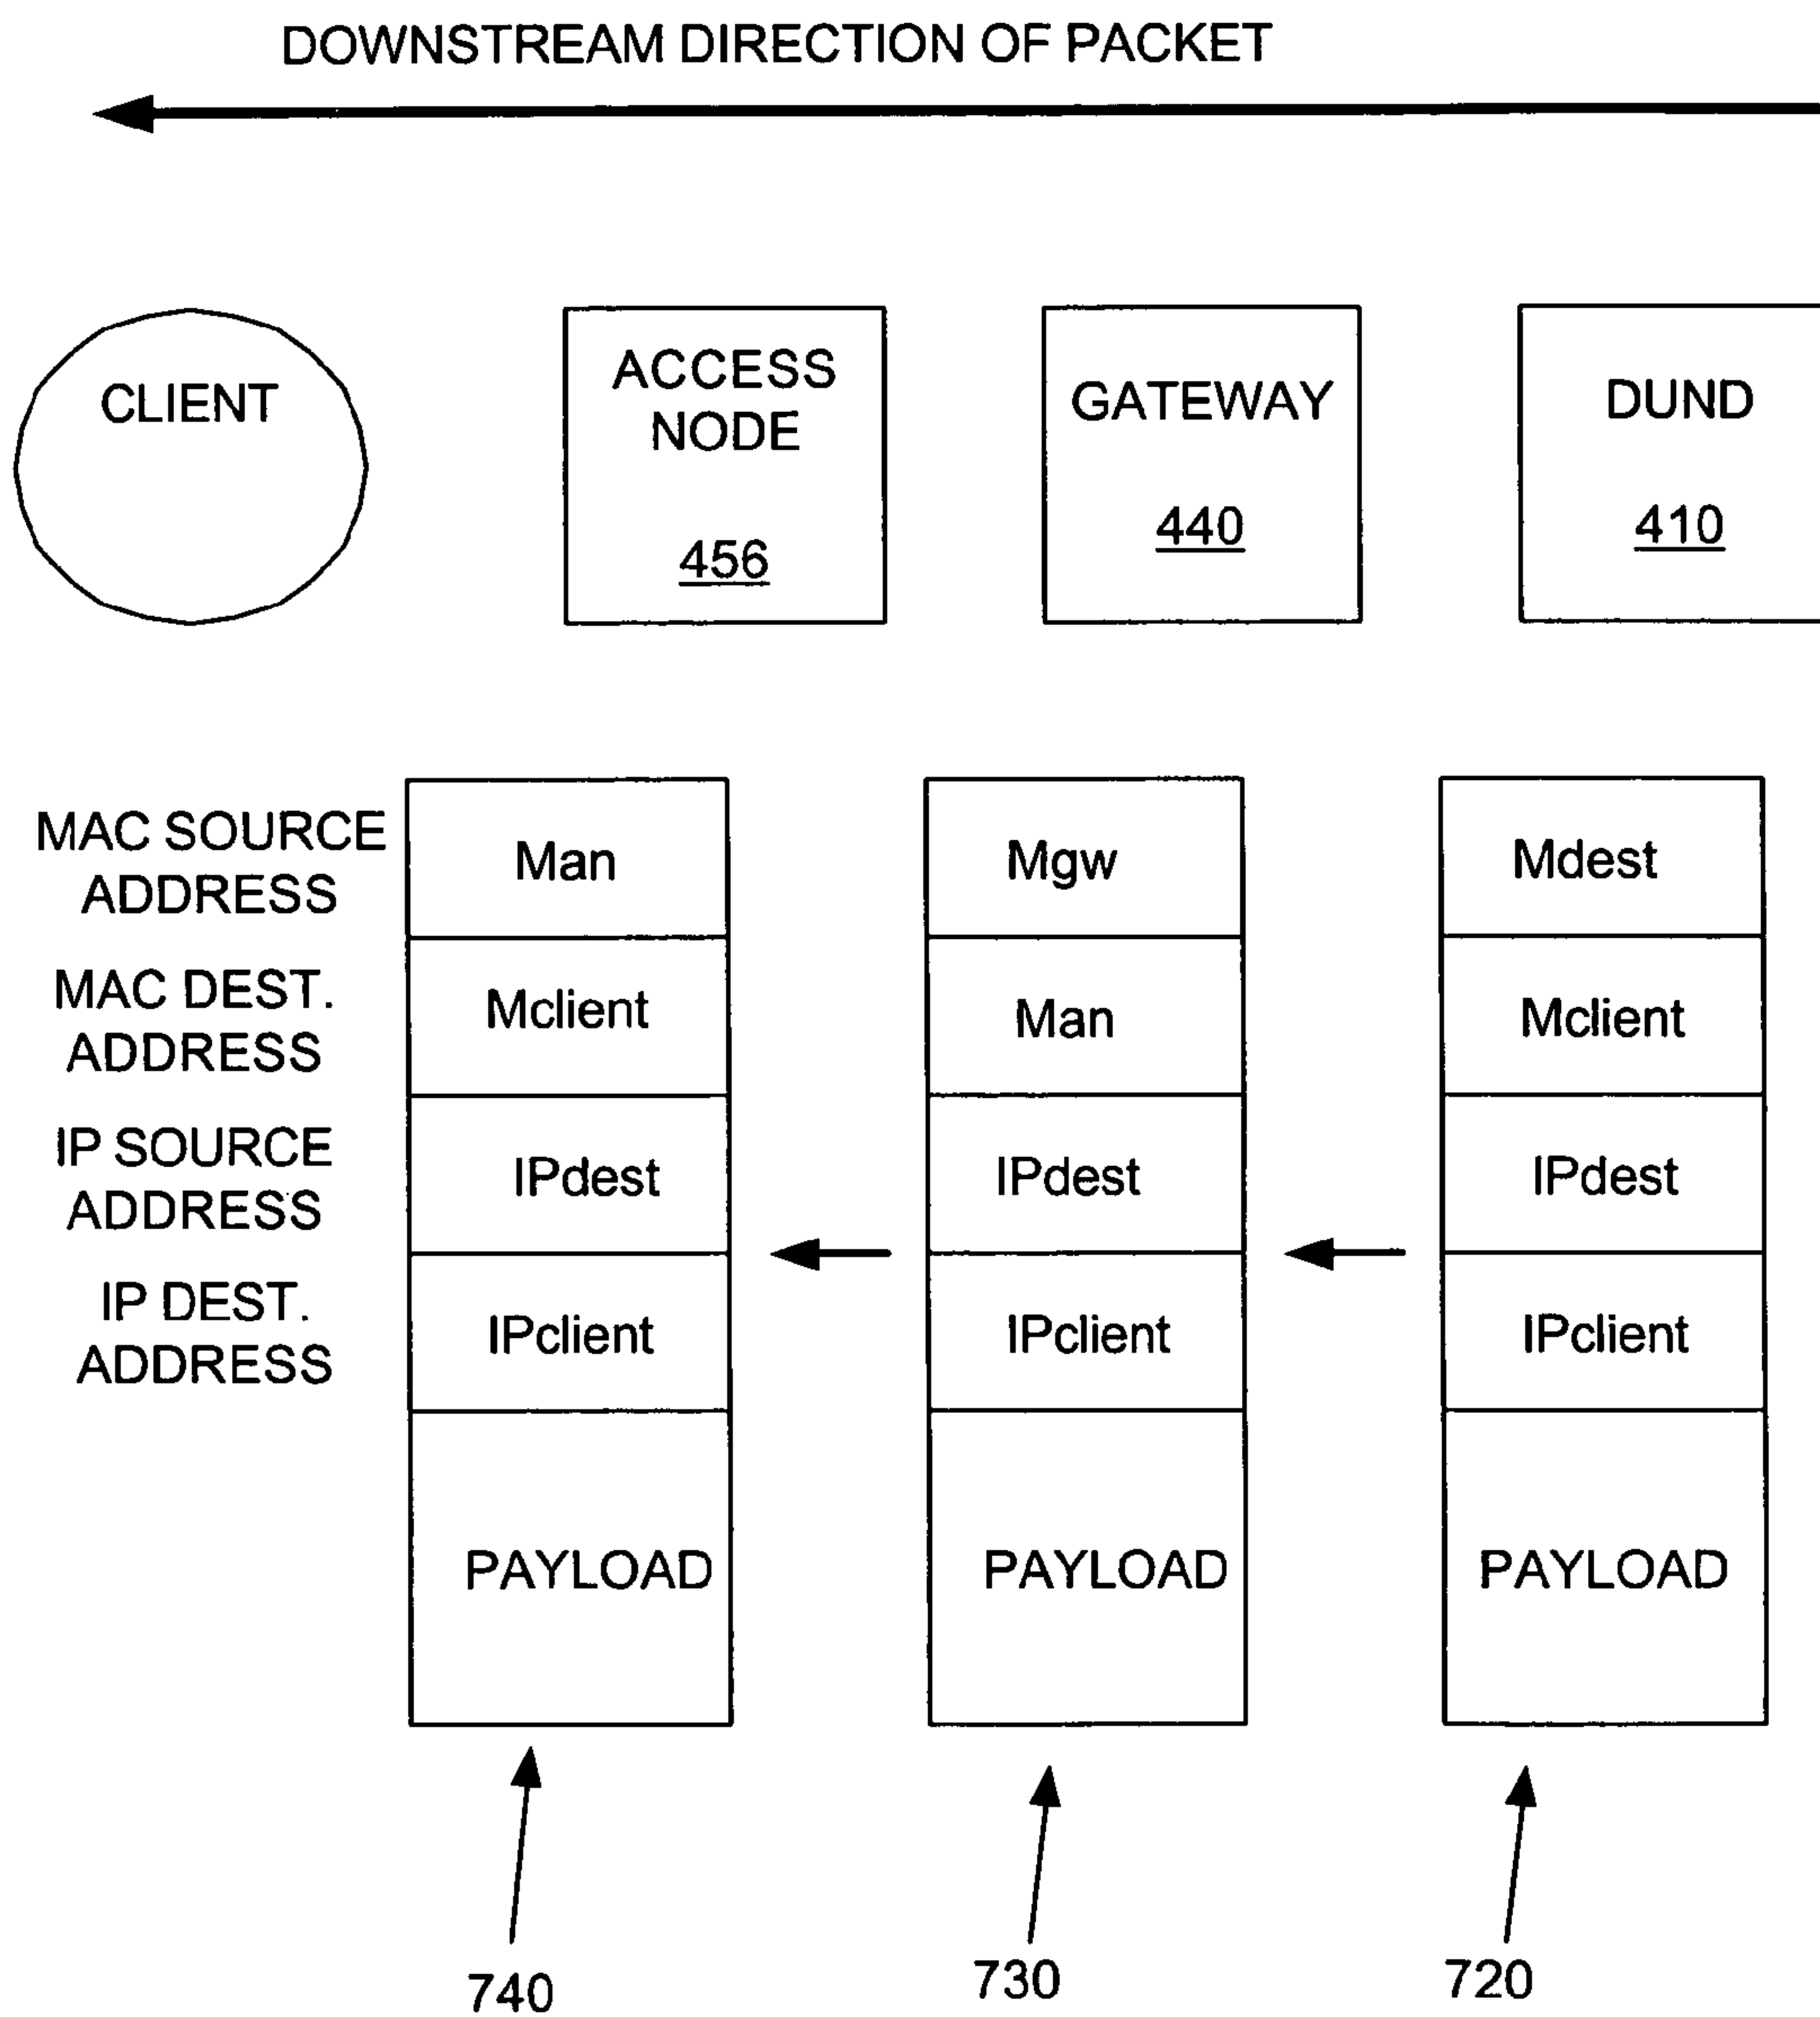 DOWNSTREAM DIRECTION OF PACKET
CLIENT
ACCESS
NODE
456
GATEWAY
440
DUND
410
MAC SOURCE
ADDRESS
Man
Mgw
Mdest
MAC DEST.
ADDRESS
Mclient
Man
Mclient
IP SOURCE
ADDRESS
IPdest
IPdest
IPdest
IP DEST.
ADDRESS
IPclient
IPclient
IPclient
PAYLOAD
PAYLOAD
PAYLOAD
740
730
720